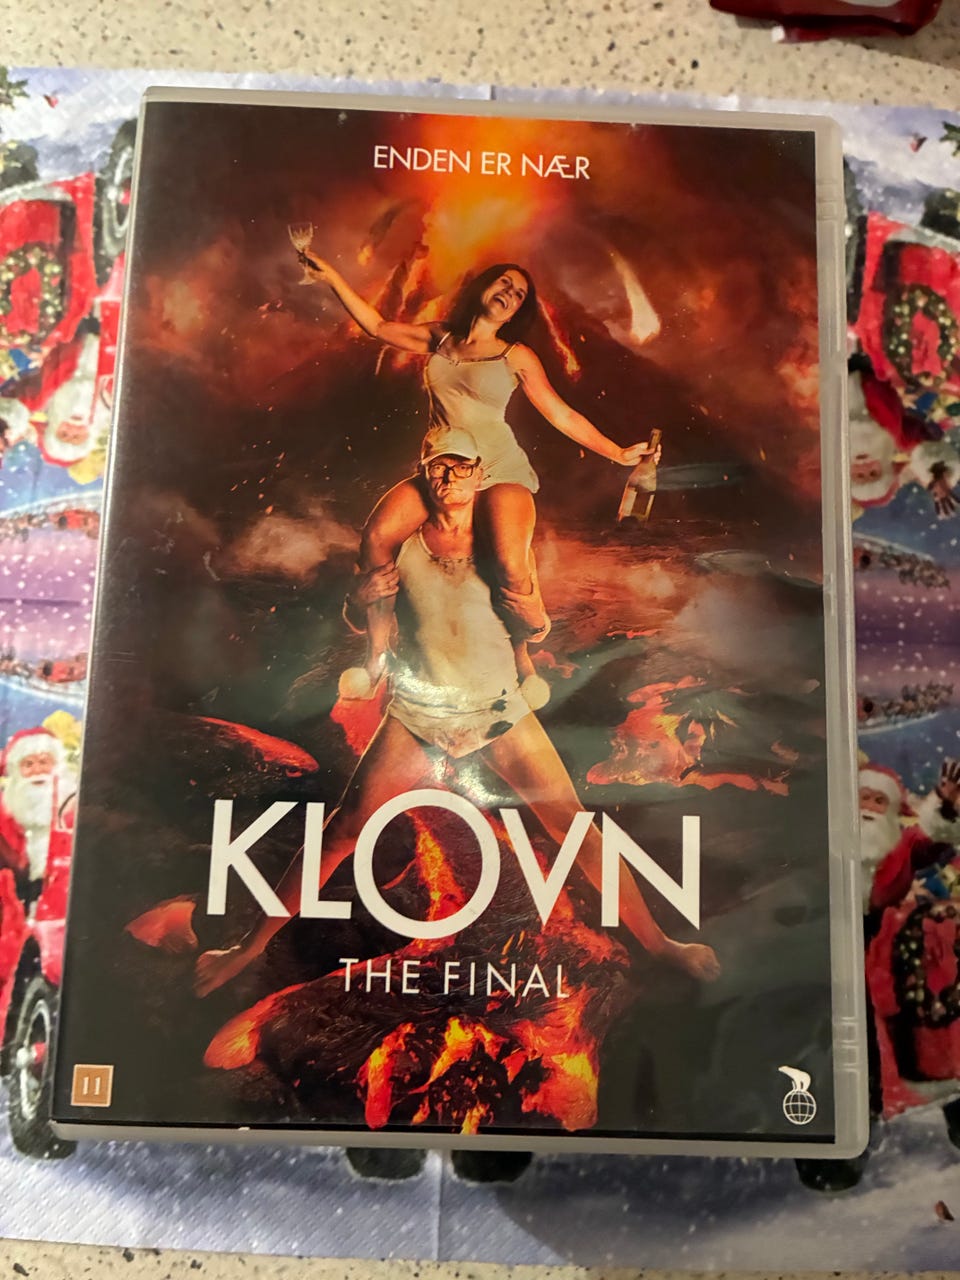 ENDEN ER NÆR
KLOVN
THE FINAL
11